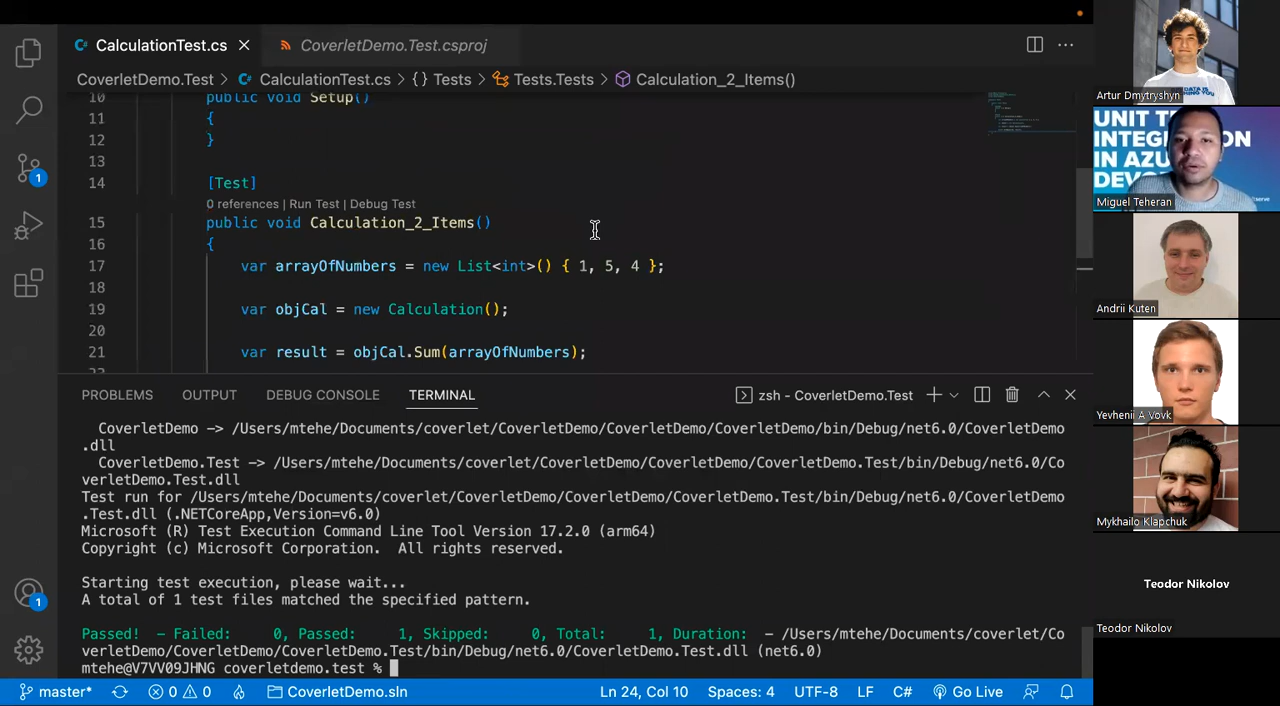 CalculationTest.cs
CoverletDemo.Test.csproj
CoverletDemo.Test > CalculationTest.cs > {} Tests > Tests.Tests > Calculation_2_Items()
10 public void Setup()
11 {
12 }
13
14 [Test]
0 references | Run Test | Debug Test
15 public void Calculation_2_Items()
16 {
17 var arrayOfNumbers = new List<int>() { 1, 5, 4 };
18
19 var objCal = new Calculation();
20
21 var result = objCal.Sum(arrayOfNumbers);
PROBLEMS OUTPUT DEBUG CONSOLE TERMINAL
zsh - CoverletDemo.Test
CoverletDemo -> /Users/mtehe/Documents/coverlet/CoverletDemo/CoverletDemo/CoverletDemo/bin/Debug/net6.0/CoverletDemo
.dll
CoverletDemo.Test -> /Users/mtehe/Documents/coverlet/CoverletDemo/CoverletDemo/CoverletDemo.Test/bin/Debug/net6.0/Co
verletDemo.Test.dll
Test run for /Users/mtehe/Documents/coverlet/CoverletDemo/CoverletDemo/CoverletDemo.Test/bin/Debug/net6.0/CoverletDemo
.Test.dll (.NETCoreApp,Version=v6.0)
Microsoft (R) Test Execution Command Line Tool Version 17.2.0 (arm64)
Copyright (c) Microsoft Corporation. All rights reserved.
Starting test execution, please wait...
A total of 1 test files matched the specified pattern.
Passed! - Failed: 0, Passed: 1, Skipped: 0, Total: 1, Duration: - /Users/mtehe/Documents/coverlet/Co
verletDemo/CoverletDemo/CoverletDemo.Test/bin/Debug/net6.0/CoverletDemo.Test.dll (net6.0)
mtehe@V7VV09JHNG coverletdemo.test %
1
1
master* 0 0 CoverletDemo.sln Ln 24, Col 10 Spaces: 4 UTF-8 LF C# Go Live
Artur Dmytryshyn
UNIT TE
INTEGRATION
IN AZU
DEVO
Miguel Teheran
Andrii Kuten
Yevhenii A Vovk
Mykhailo Klapchuk
Teodor Nikolov
Teodor Nikolov